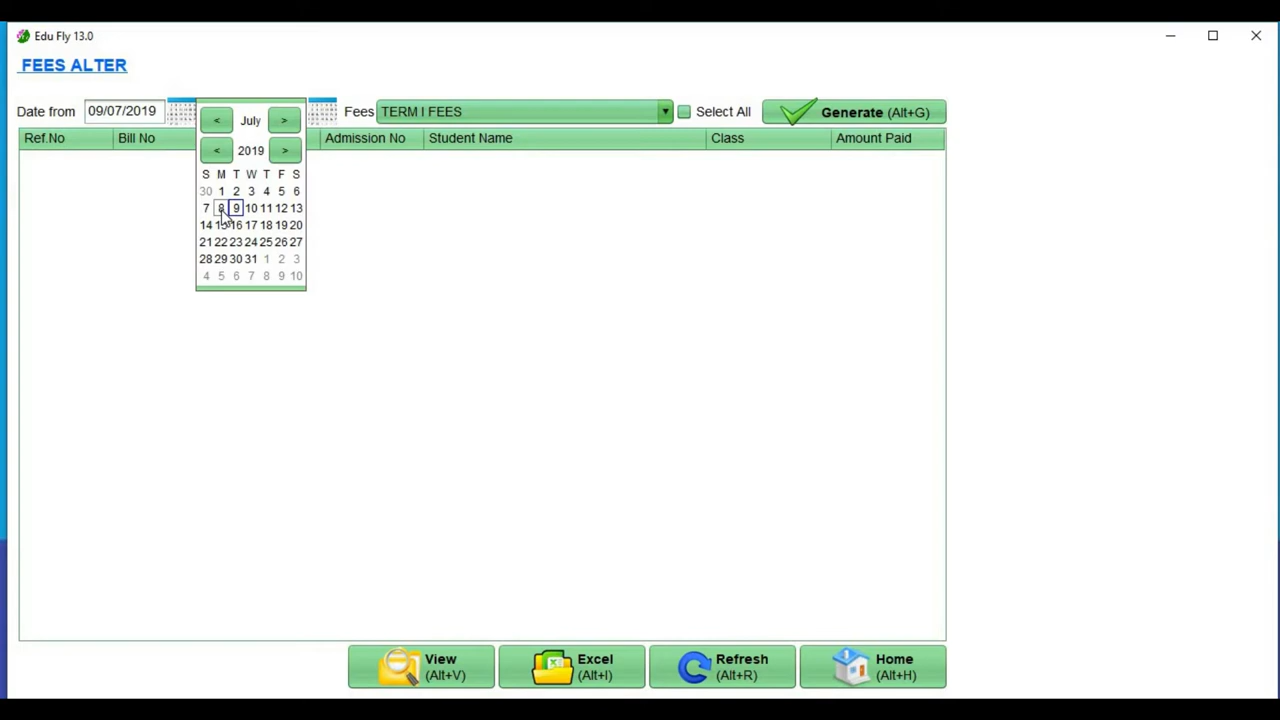 Edu Fly 13.0
FEES ALTER
Date from 09/07/2019 Fees TERM I FEES Select All Generate (Alt+G)
Ref.No Bill No Admission No Student Name Class Amount Paid
< July >
< 2019 >
S M T W T F S
30 1 2 3 4 5 6
7 8 9 10 11 12 13
14 15 16 17 18 19 20
21 22 23 24 25 26 27
28 29 30 31 1 2 3
4 5 6 7 8 9 10
View (Alt+V)
Excel (Alt+I)
Refresh (Alt+R)
Home (Alt+H)